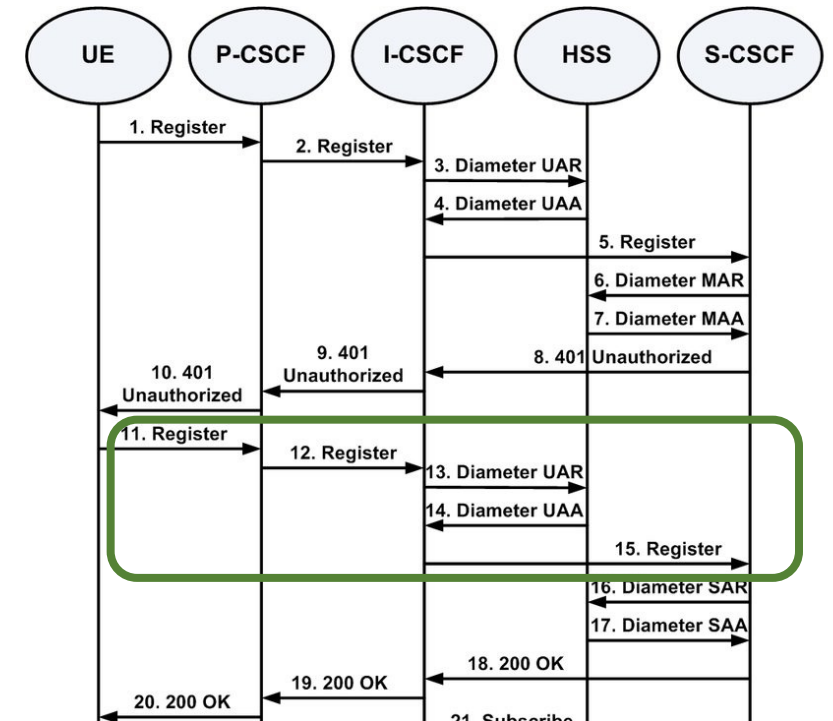 UE
P-CSCF
I-CSCF
HSS
S-CSCF
1. Register
2. Register
3. Diameter UAR
4. Diameter UAA
5. Register
6. Diameter MAR
7. Diameter MAA
8. 401 Unauthorized
9. 401
Unauthorized
10. 401
Unauthorized
11. Register
12. Register
13. Diameter UAR
14. Diameter UAA
15. Register
16. Diameter SAR
17. Diameter SAA
18. 200 OK
19. 200 OK
20. 200 OK
21. Subscribe